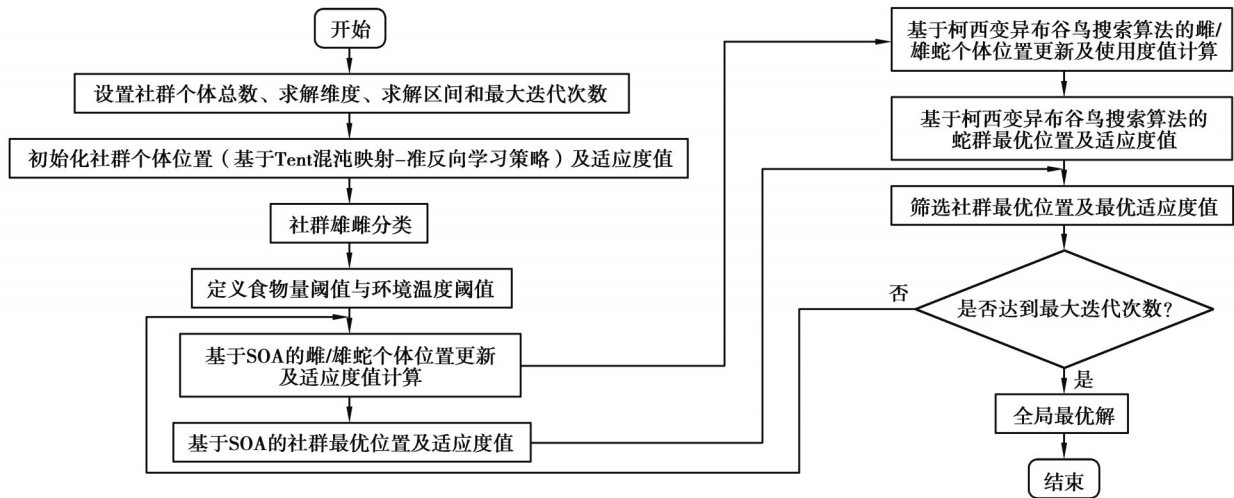 开始
设置社群个体总数、求解维度、求解区间和最大迭代次数
初始化社群个体位置（基于Tent混沌映射-准反向学习策略）及适应度值
社群雄雌分类
定义食物量阈值与环境温度阈值
基于SOA的雌/雄蛇个体位置更新
及适应度值计算
基于SOA的社群最优位置及适应度值
基于柯西变异布谷鸟搜索算法的雌/
雄蛇个体位置更新及使用度值计算
基于柯西变异布谷鸟搜索算法的
蛇群最优位置及适应度值
筛选社群最优位置及最优适应度值
否
是否达到最大迭代次数？
是
全局最优解
结束